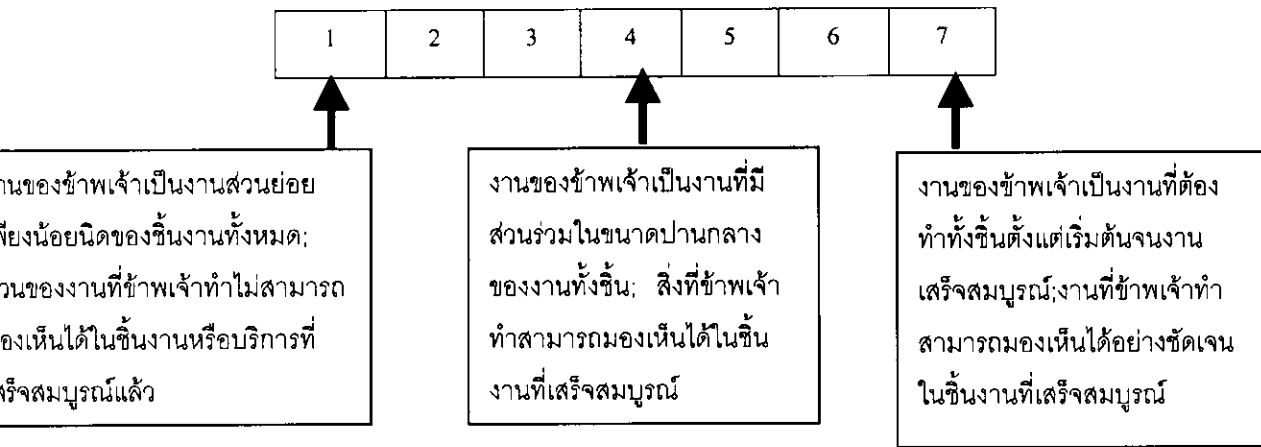 1 2 3 4 5 6 7
านของข้าพเจ้าเป็นงานส่วนย่อย
พียงน้อยนิดของชิ้นงานทั้งหมด;
วนของงานที่ข้าพเจ้าทำไม่สามารถ
องเห็นได้ในชิ้นงานหรือบริการที่
สร็จสมบูรณ์แล้ว
งานของข้าพเจ้าเป็นงานที่มี
ส่วนร่วมในขนาดปานกลาง
ของงานทั้งชิ้น; สิ่งที่ข้าพเจ้า
ทำสามารถมองเห็นได้ในชิ้น
งานที่เสร็จสมบูรณ์
งานของข้าพเจ้าเป็นงานที่ต้อง
ทำทั้งชิ้นตั้งแต่เริ่มต้นจนงาน
เสร็จสมบูรณ์;งานที่ข้าพเจ้าทำ
สามารถมองเห็นได้อย่างชัดเจน
ในชิ้นงานที่เสร็จสมบูรณ์